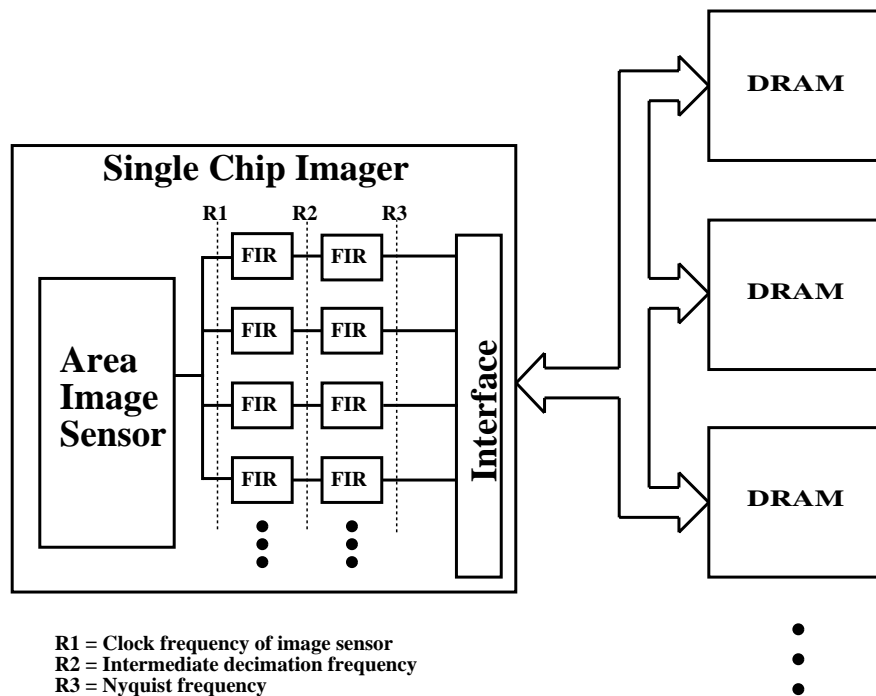 DRAM
Single Chip Imager
R1 R2 R3
FIR FIR
DRAM
FIR FIR
Area
Image
Sensor
FIR FIR
Interface
FIR FIR
DRAM
R1 = Clock frequency of image sensor
R2 = Intermediate decimation frequency
R3 = Nyquist frequency